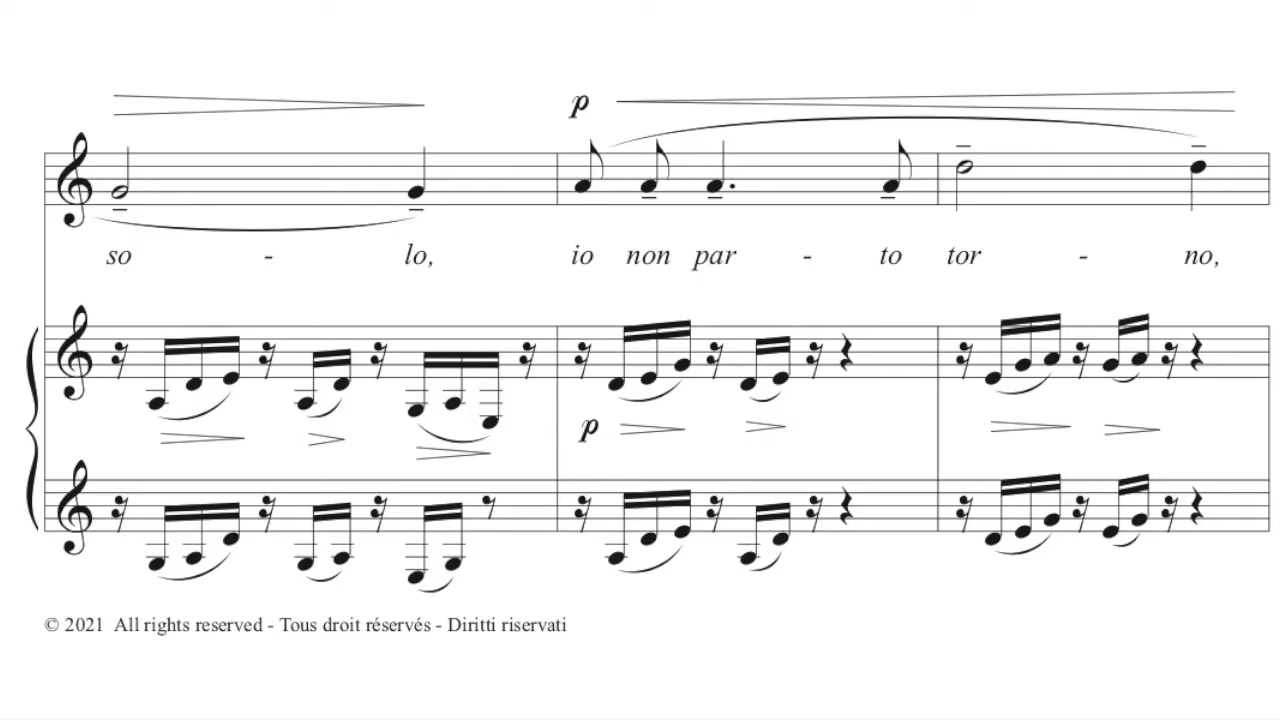 p
so - lo, io non par - to tor - no,
p
© 2021 All rights reserved - Tous droit réservés - Diritti riservati